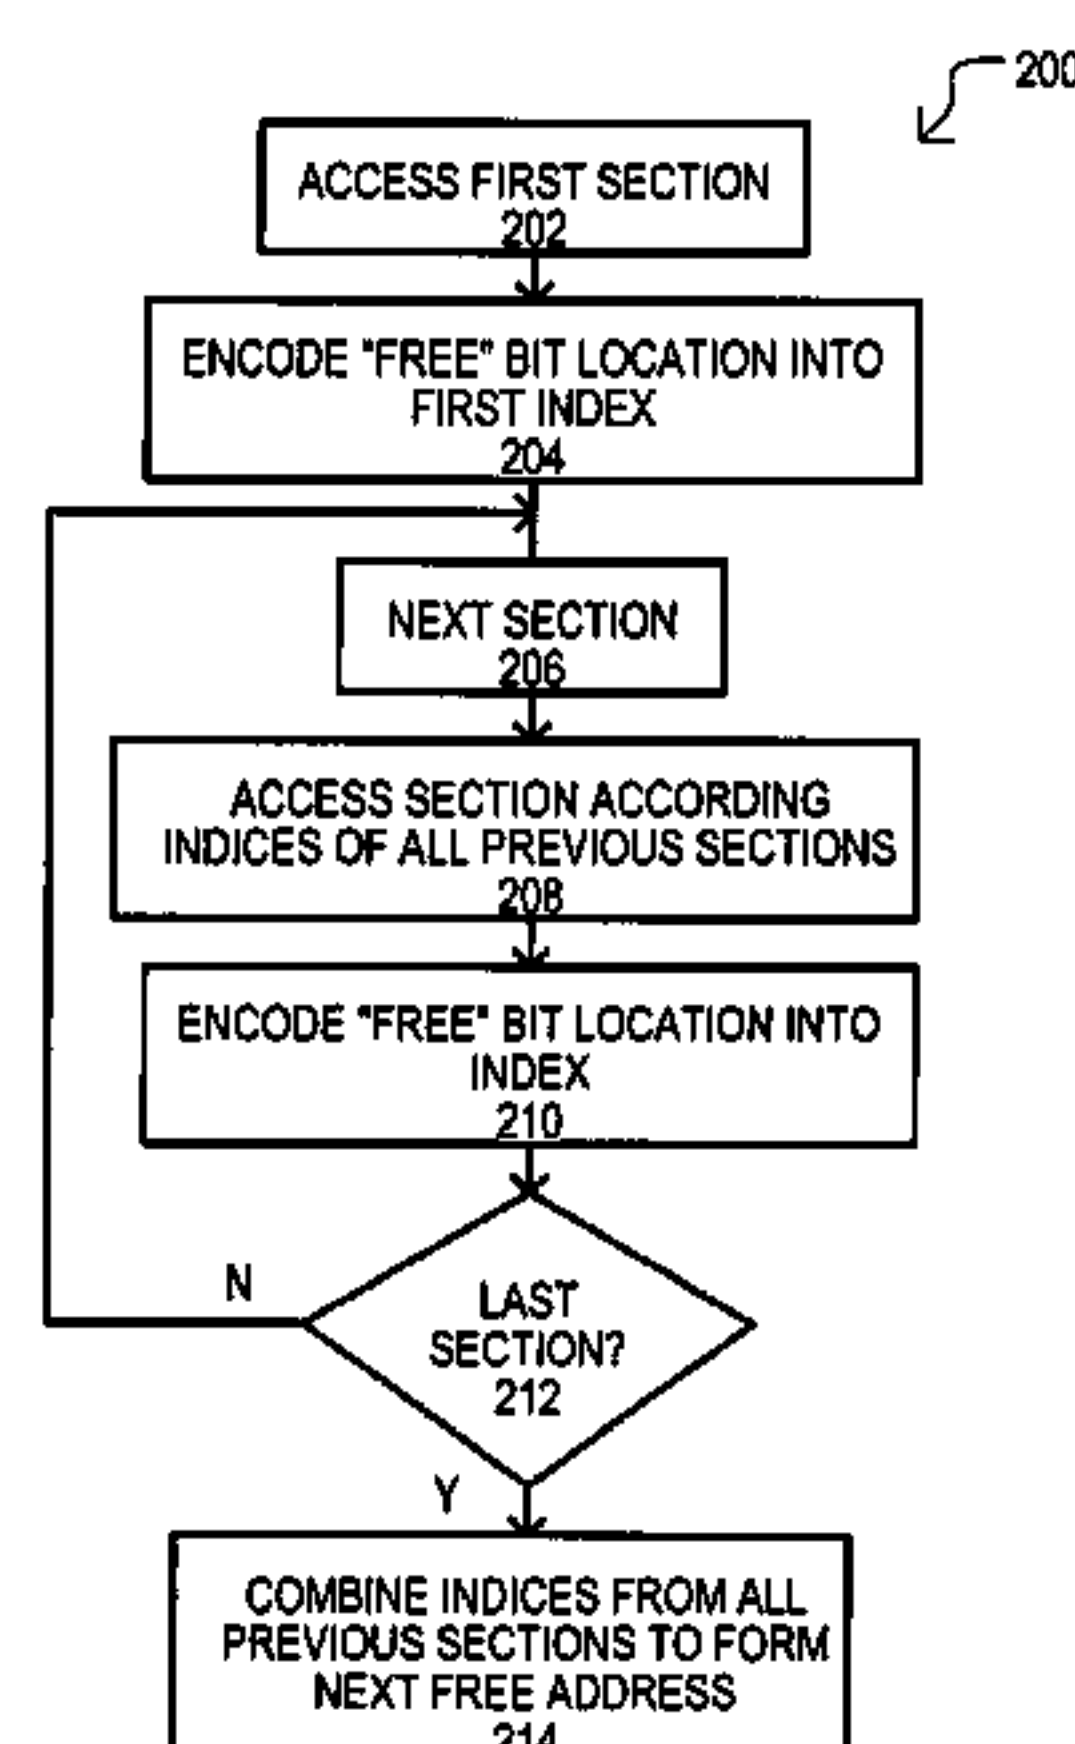 200
ACCESS FIRST SECTION
202
ENCODE "FREE" BIT LOCATION INTO
FIRST INDEX
204
NEXT SECTION
206
ACCESS SECTION ACCORDING
INDICES OF ALL PREVIOUS SECTIONS
208
ENCODE "FREE" BIT LOCATION INTO
INDEX
210
N
LAST
SECTION?
212
Y
COMBINE INDICES FROM ALL
PREVIOUS SECTIONS TO FORM
NEXT FREE ADDRESS
214